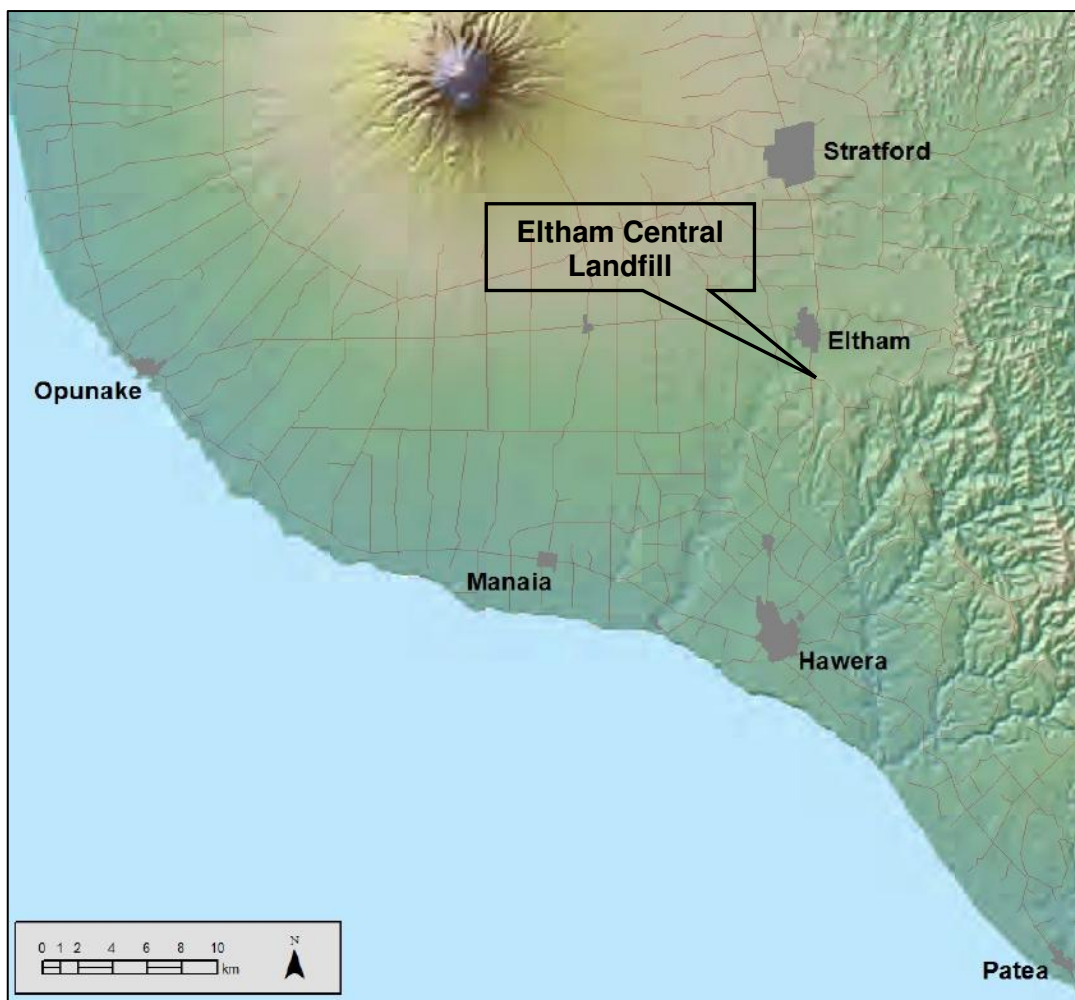 Stratford
Eltham Central
Landfill
Eltham
Opunake
Manaia
Hawera
0 1 2 4 6 8 10
km
N
Patea